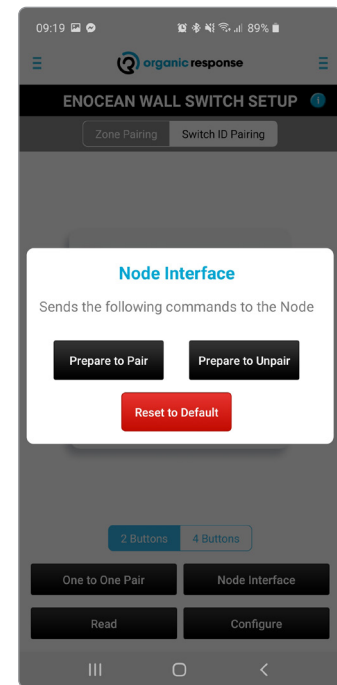 09:19 89%
organic response
ENOCEAN WALL SWITCH SETUP
Zone Pairing Switch ID Pairing
Node Interface
Sends the following commands to the Node
Prepare to Pair Prepare to Unpair
Reset to Default
2 Buttons 4 Buttons
One to One Pair Node Interface
Read Configure